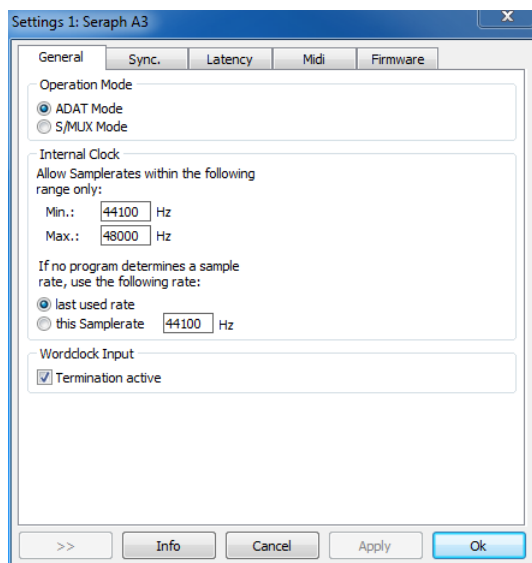 Settings 1: Seraph A3
x
General Sync. Latency Midi Firmware
Operation Mode
ADAT Mode
S/MUX Mode
Internal Clock
Allow Samplerates within the following
range only:
Min.: 44100 Hz
Max.: 48000 Hz
If no program determines a sample
rate, use the following rate:
last used rate
this Samplerate 44100 Hz
Wordclock Input
Termination active
>> Info Cancel Apply Ok